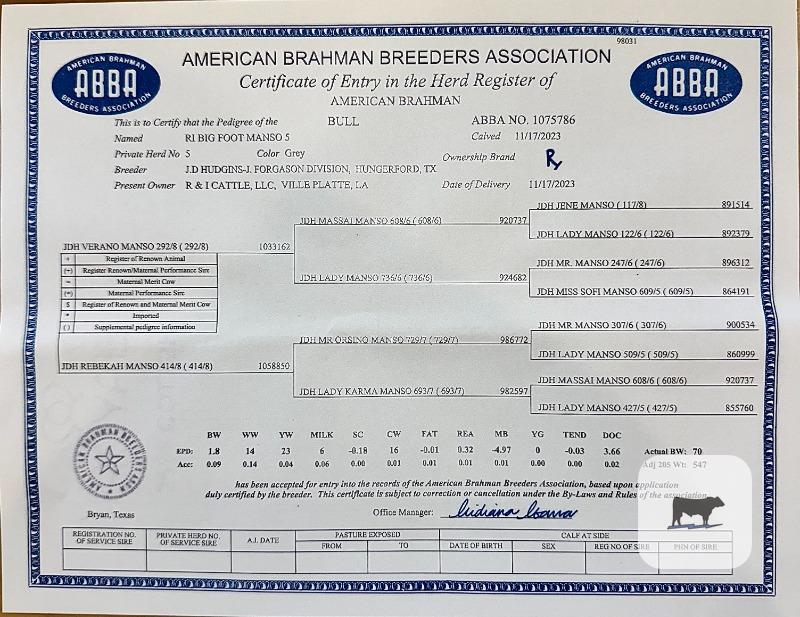 98031
AMERICAN BRAHMAN BREEDERS ASSOCIATION
AMERICAN BRAHMAN ABBA BREEDERS ASSOCIATION
AMERICAN BRAHMAN ABBA BREEDERS ASSOCIATION
Certificate of Entry in the Herd Register of
AMERICAN BRAHMAN
This is to Certify that the Pedigree of the BULL ABBA NO. 1075786
Named RI BIG FOOT MANSO 5 Calved 11/17/2023
Private Herd No 5 Color Grey Ownership Brand
Breeder J.D HUDGINS-J. FORGASON DIVISION, HUNGERFORD, TX
Present Owner R & I CATTLE, LLC, VILLE PLATTE, LA Date of Delivery 11/17/2023
JDH JENE MANSO ( 117/8) 891514
JDH MASSAI MANSO 608/6 ( 608/6) 920737
JDH LADY MANSO 122/6 ( 122/6) 892379
JDH VERANO MANSO 292/8 ( 292/8) 1033162
+ Register of Renown Animal
(+) Register Renown/Maternal Performance Sire
– Maternal Merit Cow
Maternal Performance Sire
$ Register of Renown and Maternal Merit Cow
* Imported
( ) Supplemental pedigree information
JDH MR. MANSO 247/6 ( 247/6) 896312
JDH LADY MANSO 736/6 ( 736/6) 924682
JDH MISS SOFI MANSO 609/5 ( 609/5) 864191
JDH MR MANSO 307/6 ( 307/6) 900534
JDH MR ORSINO MANSO 729/7 ( 729/7) 986772
JDH LADY MANSO 509/5 ( 509/5) 860999
JDH REBEKAH MANSO 414/8 ( 414/8) 1058850
JDH MASSAI MANSO 608/6 ( 608/6) 920737
JDH LADY KARMA MANSO 693/7 ( 693/7) 982597
JDH LADY MANSO 427/5 ( 427/5) 855760
BW WW YW MILK SC CW FAT REA MB YG TEND DOC
EPD: 1.8 14 23 6 -0.18 16 -0.01 0.32 -4.97 0 -0.03 3.66 Actual BW: 70
Acc: 0.09 0.14 0.04 0.06 0.00 0.01 0.01 0.01 0.01 0.00 0.00 0.02 Adj 205 Wt: 547
AMERICAN BRAHMAN BREEDERS ASSN
has been accepted for entry into the records of the American Brahman Breeders Association, based upon application
duly certified by the breeder. This certificate is subject to correction or cancellation under the By-Laws and Rules of the association.
Bryan, Texas Office Manager:
REGISTRATION NO. OF SERVICE SIRE PRIVATE HERD NO. OF SERVICE SIRE A.I. DATE PASTURE EXPOSED FROM TO CALF AT SIDE DATE OF BIRTH SEX REG NO OF SIRE PHN OF SIRE